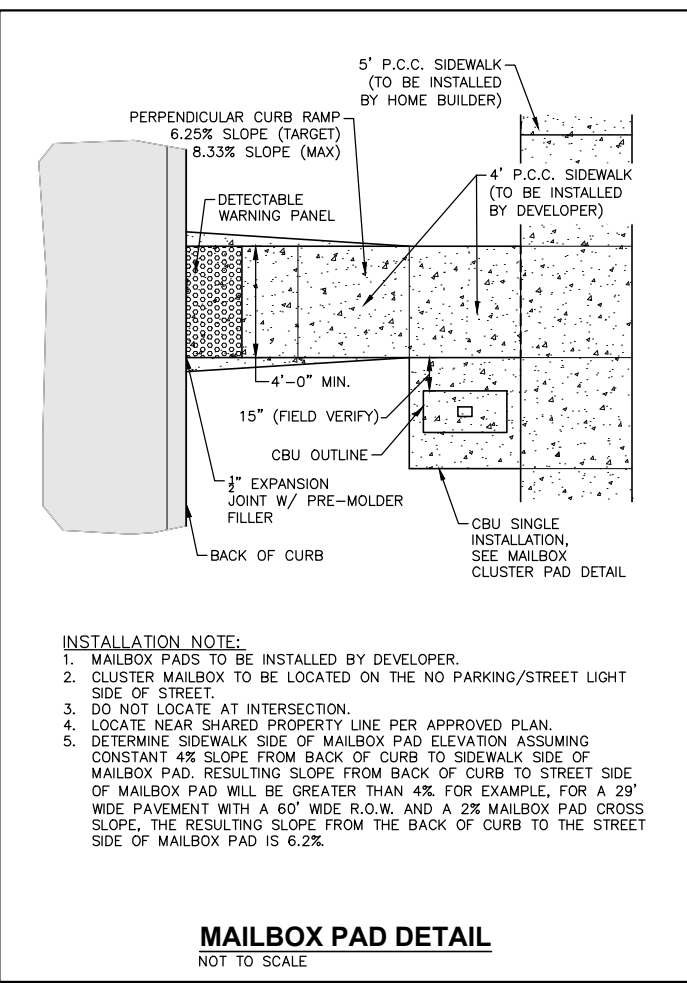 5' P.C.C. SIDEWALK
(TO BE INSTALLED
BY HOME BUILDER)
PERPENDICULAR CURB RAMP
6.25% SLOPE (TARGET)
8.33% SLOPE (MAX)
4' P.C.C. SIDEWALK
(TO BE INSTALLED
BY DEVELOPER)
DETECTABLE
WARNING PANEL
4'-0" MIN.
15" (FIELD VERIFY)
CBU OUTLINE
½" EXPANSION
JOINT W/ PRE-MOLDER
FILLER
BACK OF CURB
CBU SINGLE
INSTALLATION,
SEE MAILBOX
CLUSTER PAD DETAIL
INSTALLATION NOTE:
1. MAILBOX PADS TO BE INSTALLED BY DEVELOPER.
2. CLUSTER MAILBOX TO BE LOCATED ON THE NO PARKING/STREET LIGHT
SIDE OF STREET.
3. DO NOT LOCATE AT INTERSECTION.
4. LOCATE NEAR SHARED PROPERTY LINE PER APPROVED PLAN.
5. DETERMINE SIDEWALK SIDE OF MAILBOX PAD ELEVATION ASSUMING
CONSTANT 4% SLOPE FROM BACK OF CURB TO SIDEWALK SIDE OF
MAILBOX PAD. RESULTING SLOPE FROM BACK OF CURB TO STREET SIDE
OF MAILBOX PAD WILL BE GREATER THAN 4%. FOR EXAMPLE, FOR A 29'
WIDE PAVEMENT WITH A 60' WIDE R.O.W. AND A 2% MAILBOX PAD CROSS
SLOPE, THE RESULTING SLOPE FROM THE BACK OF CURB TO THE STREET
SIDE OF MAILBOX PAD IS 6.2%.
MAILBOX PAD DETAIL
NOT TO SCALE